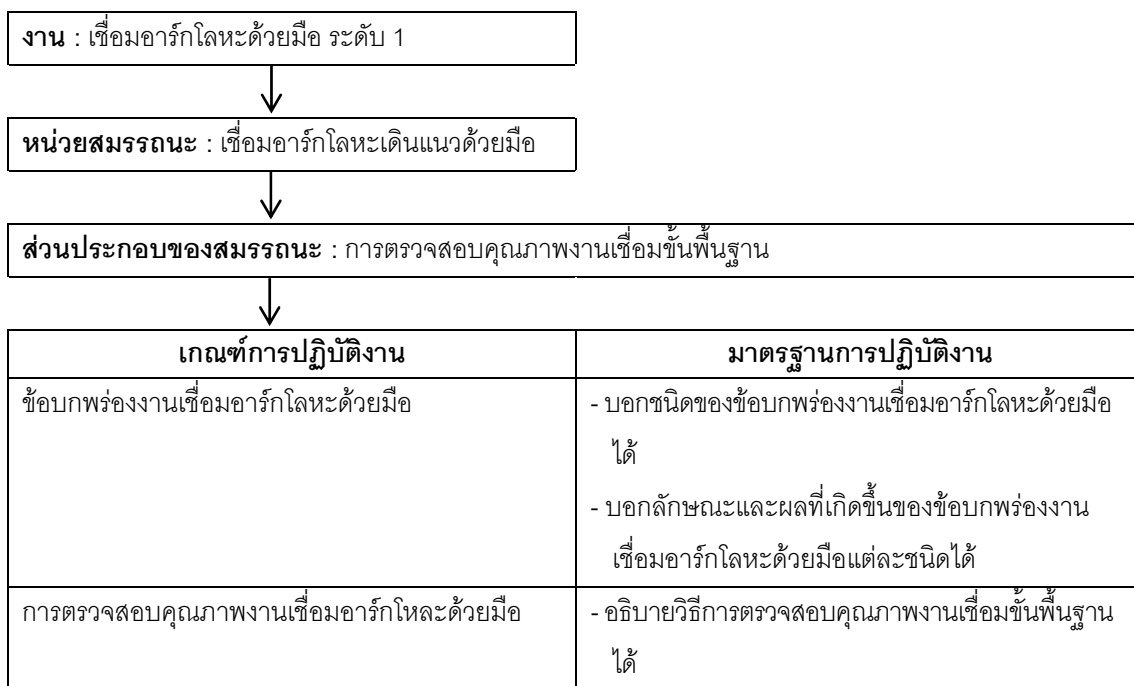 งาน : เชื่อมอาร์กโลหะด้วยมือ ระดับ 1
หน่วยสมรรถนะ : เชื่อมอาร์กโลหะเดินแนวด้วยมือ
ส่วนประกอบของสมรรถนะ : การตรวจสอบคุณภาพงานเชื่อมขั้นพื้นฐาน
เกณฑ์การปฏิบัติงาน
มาตรฐานการปฏิบัติงาน
ข้อบกพร่องงานเชื่อมอาร์กโลหะด้วยมือ
- บอกชนิดของข้อบกพร่องงานเชื่อมอาร์กโลหะด้วยมือ
ได้
- บอกลักษณะและผลที่เกิดขึ้นของข้อบกพร่องงาน
เชื่อมอาร์กโลหะด้วยมือแต่ละชนิดได้
การตรวจสอบคุณภาพงานเชื่อมอาร์กโหละด้วยมือ
- อธิบายวิธีการตรวจสอบคุณภาพงานเชื่อมขั้นพื้นฐาน
ได้